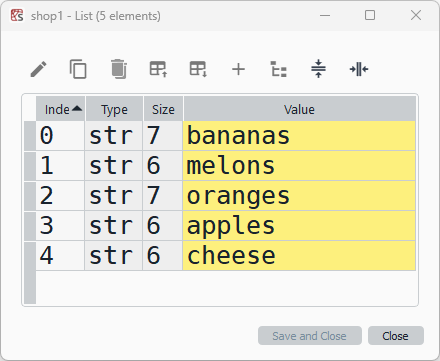 shop1 - List (5 elements)
Inde Type Size Value
0 str 7 bananas
1 str 6 melons
2 str 7 oranges
3 str 6 apples
4 str 6 cheese
Save and Close Close